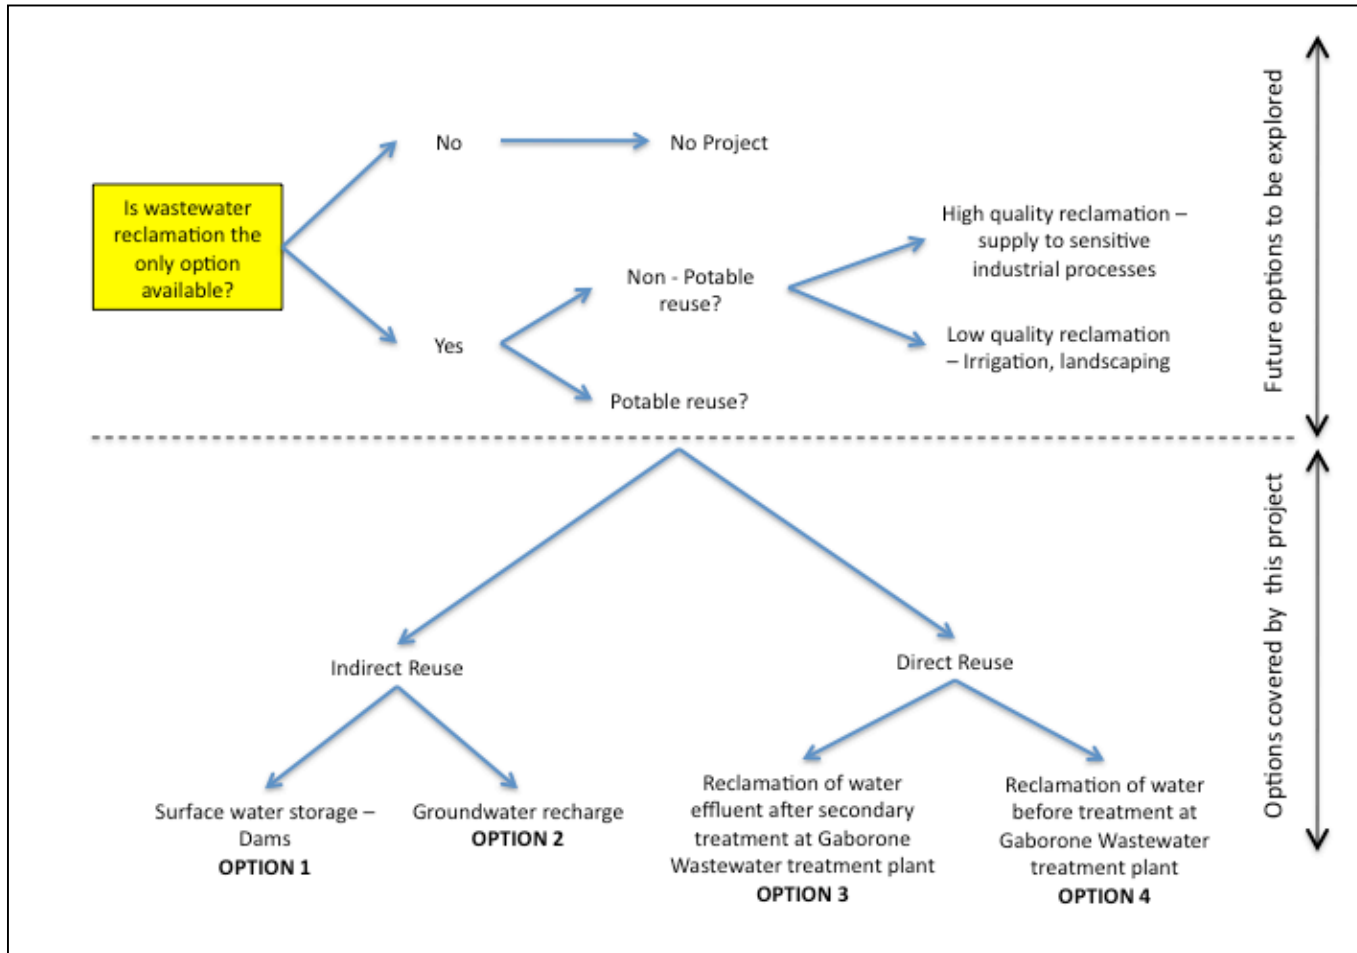 Is wastewater
reclamation the
only option
available?
No
No Project
Yes
Non - Potable
reuse?
Potable reuse?
High quality reclamation –
supply to sensitive
industrial processes
Low quality reclamation
– Irrigation, landscaping
Future options to be explored
Indirect Reuse
Direct Reuse
Surface water storage –
Dams
OPTION 1
Groundwater recharge
OPTION 2
Reclamation of water
effluent after secondary
treatment at Gaborone
Wastewater treatment plant
OPTION 3
Reclamation of water
before treatment at
Gaborone Wastewater
treatment plant
OPTION 4
Options covered by this project